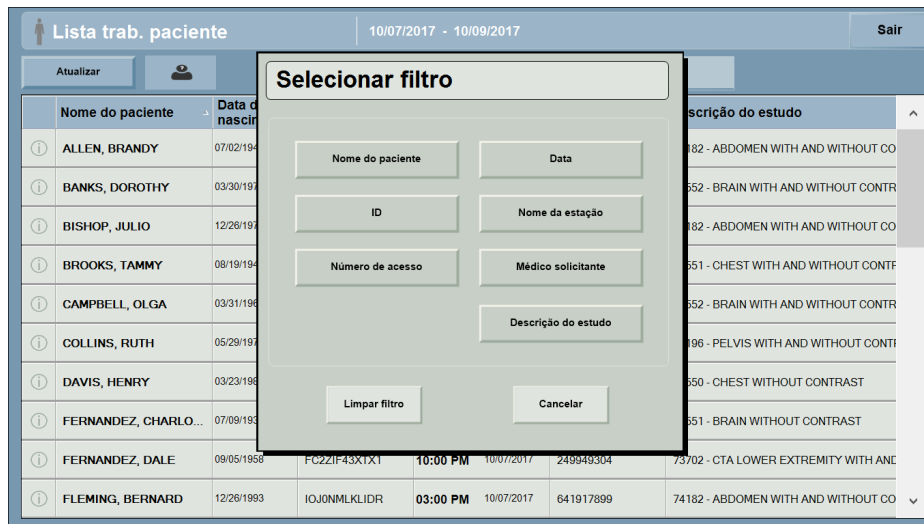 Lista trab. paciente 10/07/2017 - 10/09/2017 Sair
Atualizar
Selecionar filtro
Nome do paciente Data d scrição do estudo
nascir
ALLEN, BRANDY 07/02/194 182 - ABDOMEN WITH AND WITHOUT CO
Nome do paciente Data
BANKS, DOROTHY 03/30/197 552 - BRAIN WITH AND WITHOUT CONTR
ID Nome da estação
BISHOP, JULIO 12/26/197 182 - ABDOMEN WITH AND WITHOUT CO
Número de acesso Médico solicitante
BROOKS, TAMMY 08/19/194 551 - CHEST WITH AND WITHOUT CONTF
CAMPBELL, OLGA 03/31/196 552 - BRAIN WITH AND WITHOUT CONTR
Descrição do estudo
COLLINS, RUTH 05/29/197 196 - PELVIS WITH AND WITHOUT CONTI
DAVIS, HENRY 03/23/198 550 - CHEST WITHOUT CONTRAST
Limpar filtro Cancelar
FERNANDEZ, CHARLO... 07/09/193 551 - BRAIN WITHOUT CONTRAST
FERNANDEZ, DALE 09/05/1958 FC2ZIF43XTX1 10:00 PM 10/07/2017 249949304 73702 - CTA LOWER EXTREMITY WITH AND
FLEMING, BERNARD 12/26/1993 IOJ0NMLKLIDR 03:00 PM 10/07/2017 641917899 74182 - ABDOMEN WITH AND WITHOUT CO